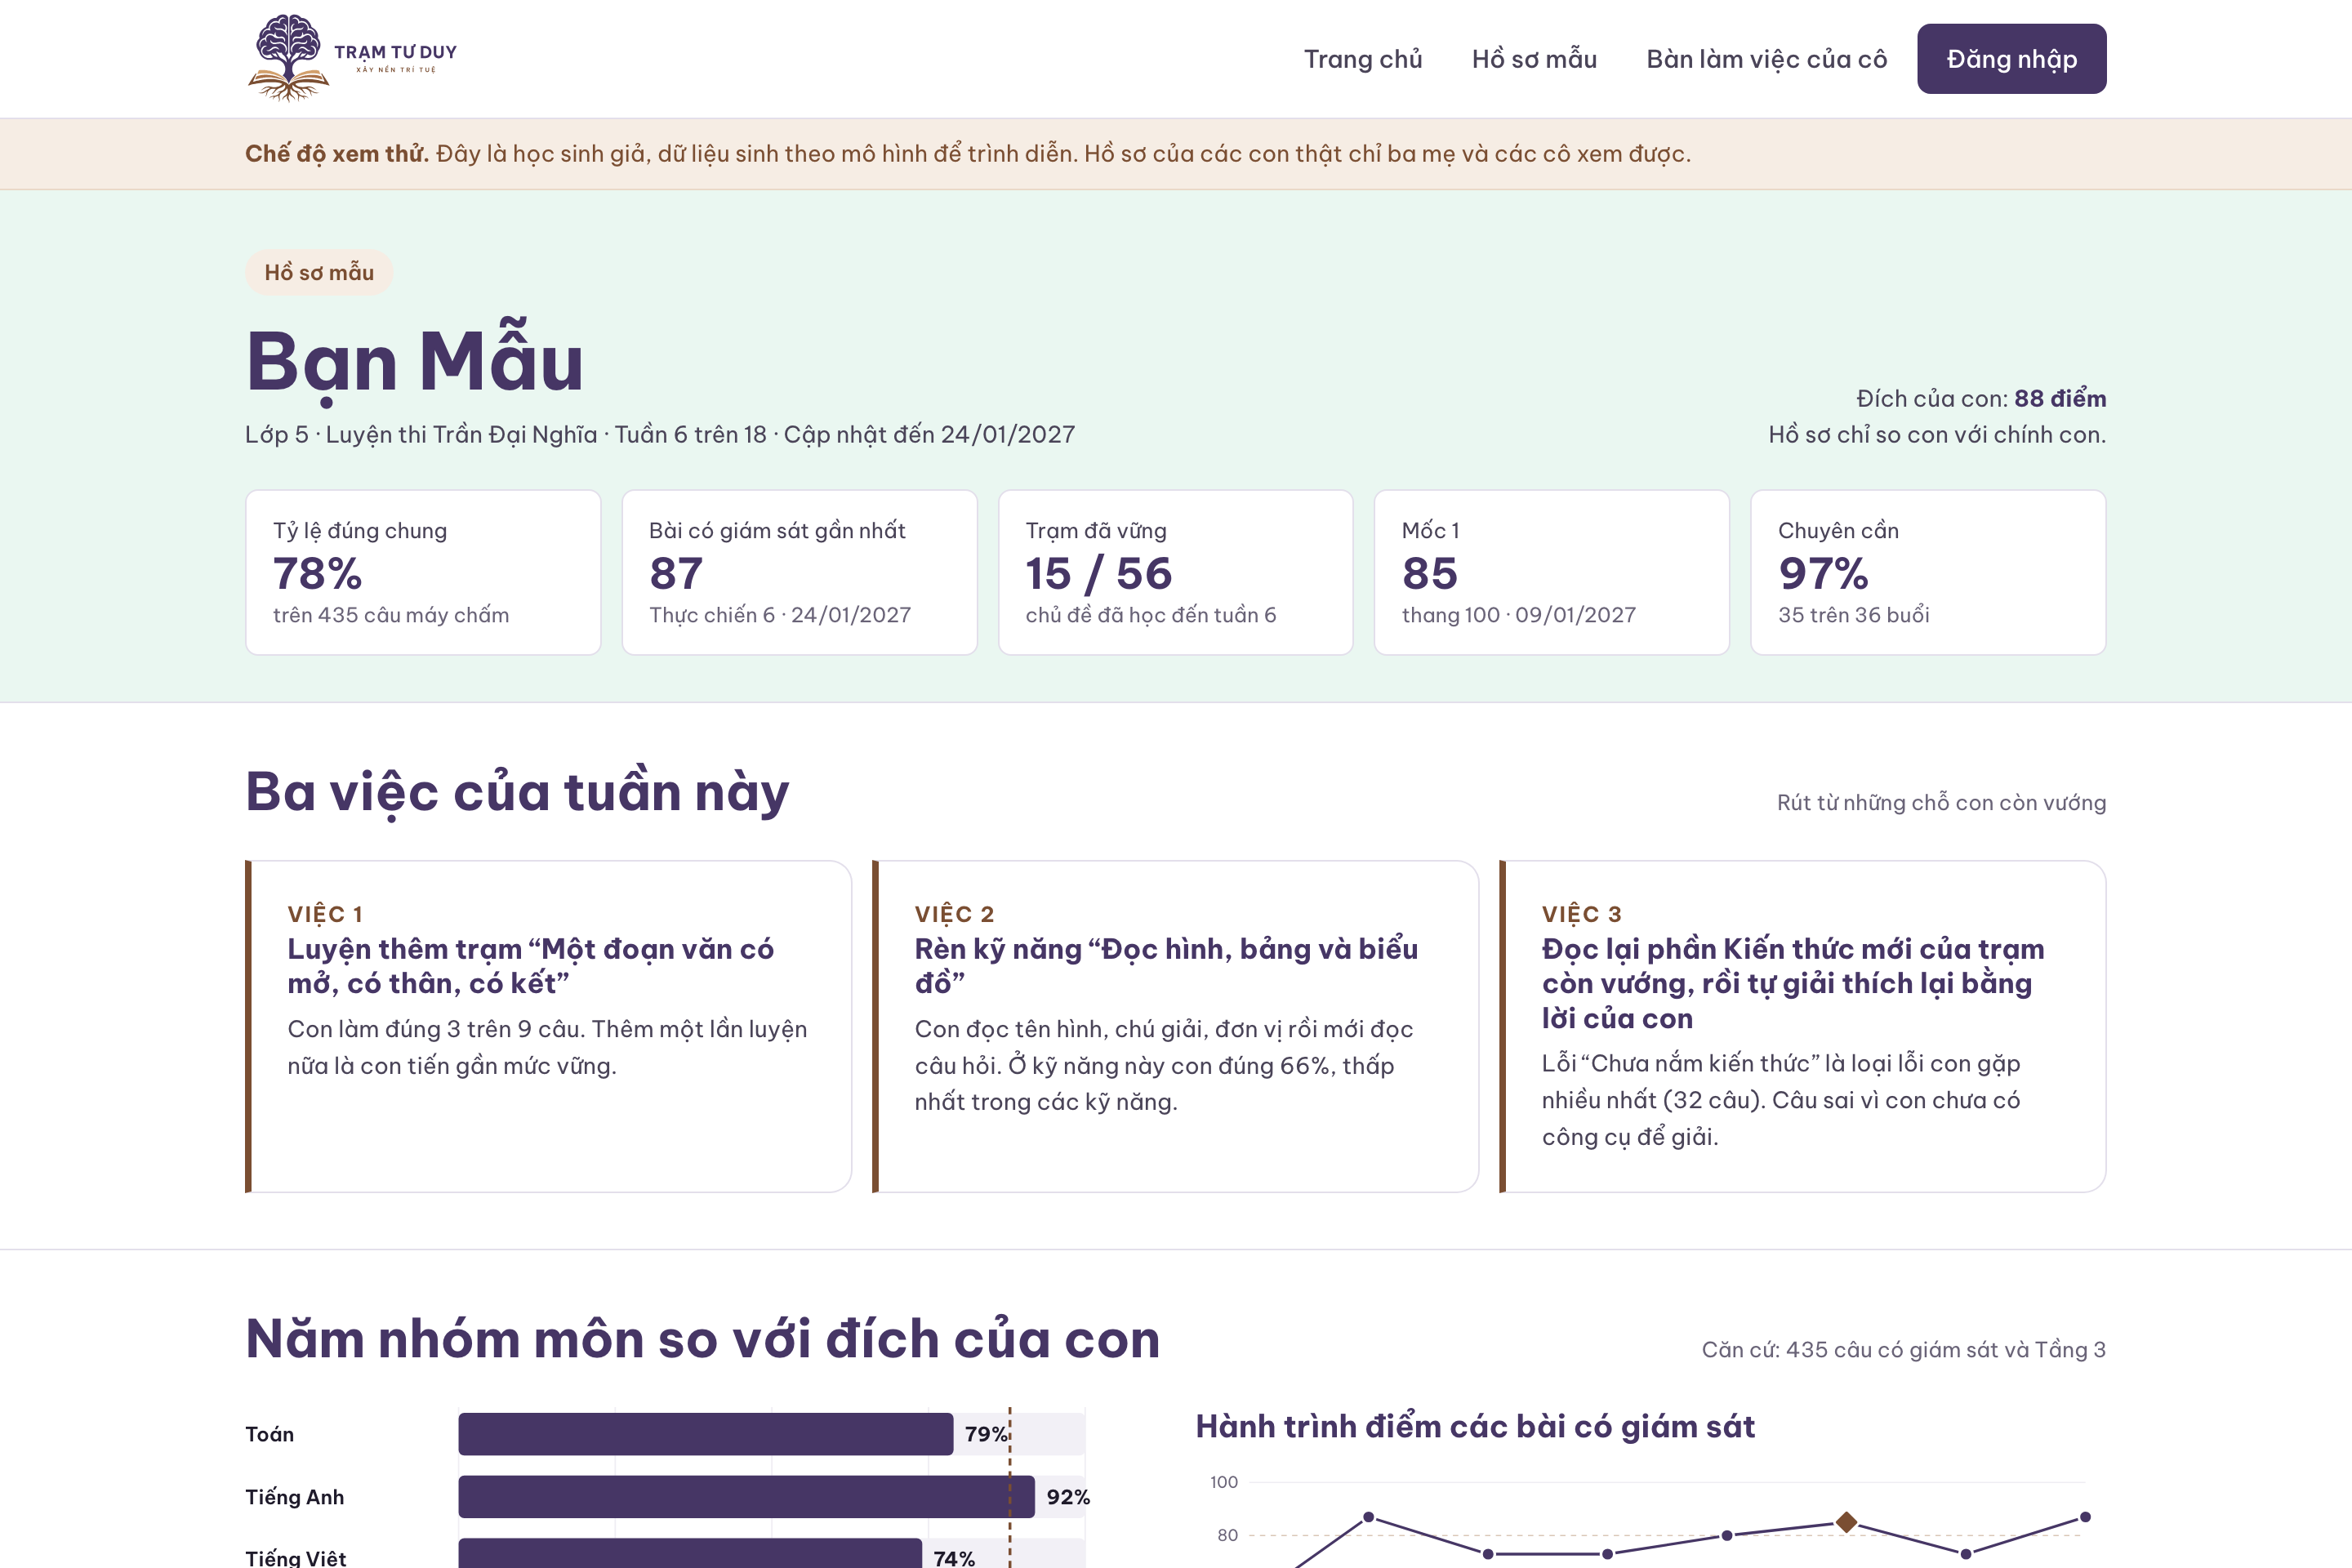 TRẠM TƯ DUY
XÂY NỀN TRÍ TUỆ
Trang chủ
Hồ sơ mẫu
Bàn làm việc của cô
Đăng nhập
Chế độ xem thử. Đây là học sinh giả, dữ liệu sinh theo mô hình để trình diễn. Hồ sơ của các con thật chỉ ba mẹ và các cô xem được.
Hồ sơ mẫu
Bạn Mẫu
Lớp 5 · Luyện thi Trần Đại Nghĩa · Tuần 6 trên 18 · Cập nhật đến 24/01/2027
Đích của con: 88 điểm
Hồ sơ chỉ so con với chính con.
Tỷ lệ đúng chung
78%
trên 435 câu máy chấm
Bài có giám sát gần nhất
87
Thực chiến 6 · 24/01/2027
Trạm đã vững
15 / 56
chủ đề đã học đến tuần 6
Mốc 1
85
thang 100 · 09/01/2027
Chuyên cần
97%
35 trên 36 buổi
Ba việc của tuần này
Rút từ những chỗ con còn vướng
VIỆC 1
Luyện thêm trạm “Một đoạn văn có
mở, có thân, có kết”
Con làm đúng 3 trên 9 câu. Thêm một lần luyện
nữa là con tiến gần mức vững.
VIỆC 2
Rèn kỹ năng “Đọc hình, bảng và biểu
đồ”
Con đọc tên hình, chú giải, đơn vị rồi mới đọc
câu hỏi. Ở kỹ năng này con đúng 66%, thấp
nhất trong các kỹ năng.
VIỆC 3
Đọc lại phần Kiến thức mới của trạm
còn vướng, rồi tự giải thích lại bằng
lời của con
Lỗi “Chưa nắm kiến thức” là loại lỗi con gặp
nhiều nhất (32 câu). Câu sai vì con chưa có
công cụ để giải.
Năm nhóm môn so với đích của con
Căn cứ: 435 câu có giám sát và Tầng 3
Toán
79%
Tiếng Anh
92%
Tiếng Việt
74%
Hành trình điểm các bài có giám sát
100
80